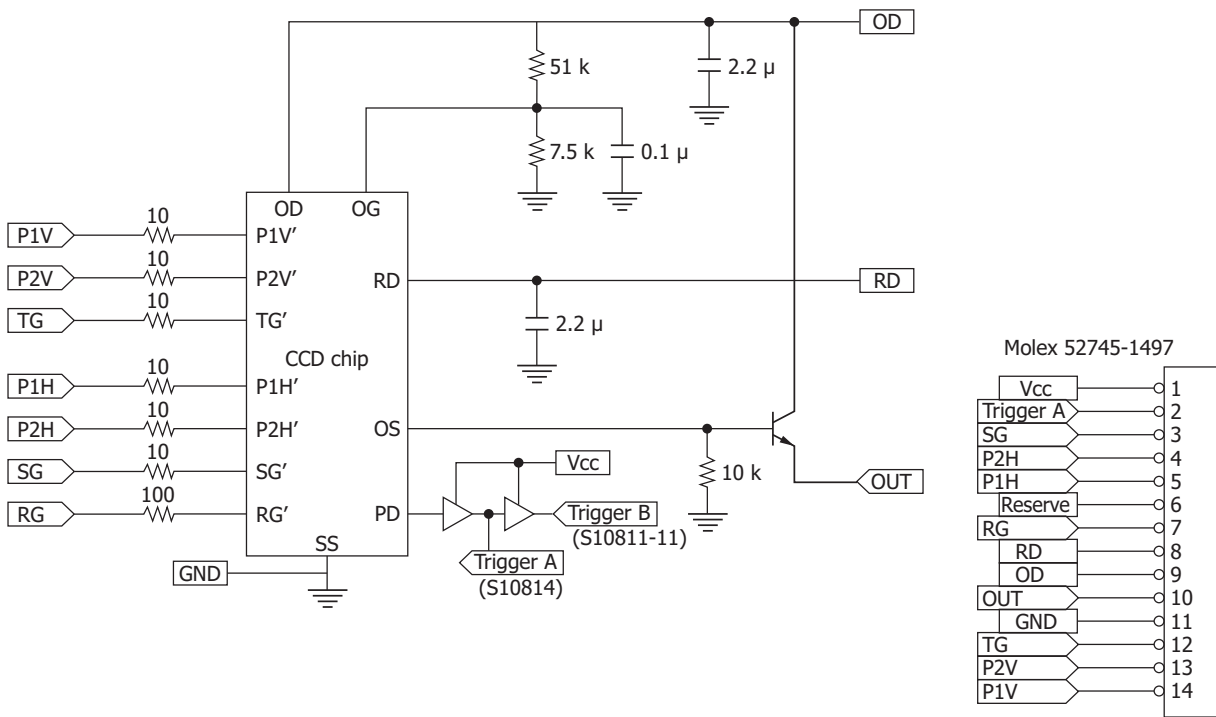 OD
51 k
2.2 µ
7.5 k
0.1 µ
OD
OG
P1V
10
P1V′
P2V
10
P2V′
RD
RD
TG
10
TG′
2.2 µ
CCD chip
P1H
10
P1H′
P2H
10
P2H′
OS
SG
10
SG′
Vcc
10 k
OUT
RG
100
RG′
PD
Trigger B
(S10811-11)
SS
Trigger A
(S10814)
GND
Molex 52745-1497
Vcc 1
Trigger A 2
SG 3
P2H 4
P1H 5
Reserve 6
RG 7
RD 8
OD 9
OUT 10
GND 11
TG 12
P2V 13
P1V 14